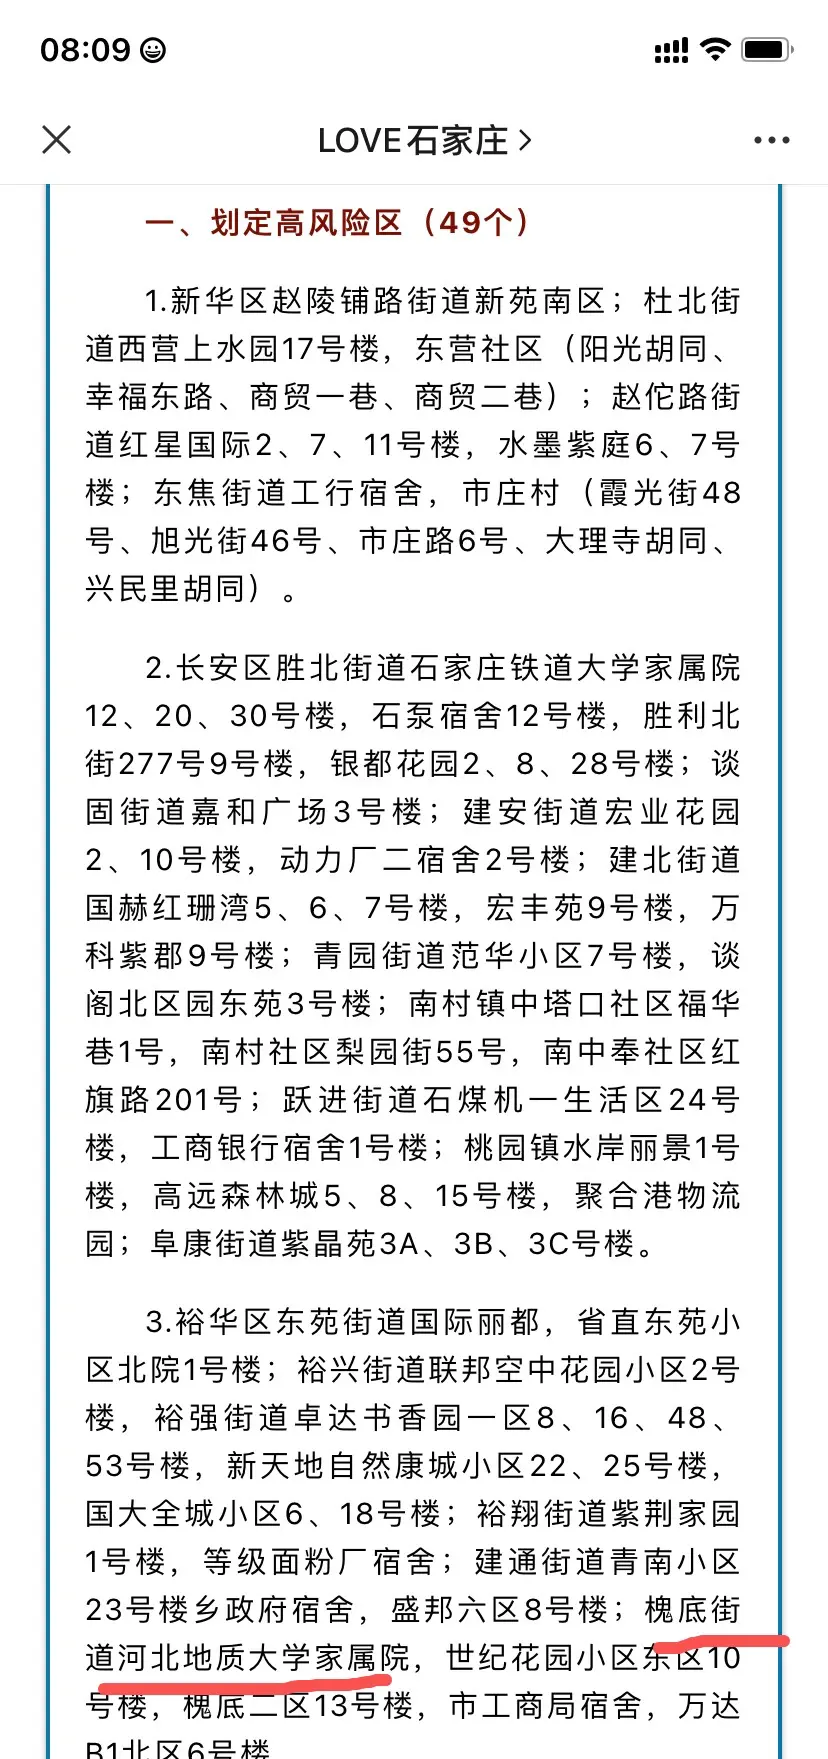 08:09
LOVE石家庄
一、划定高风险区（49个）
1.新华区赵陵铺路街道新苑南区；杜北街
道西营上水园17号楼，东营社区（阳光胡同、
幸福东路、商贸一巷、商贸二巷）；赵佗路街
道红星国际2、7、11号楼，水墨紫庭6、7号
楼；东焦街道工行宿舍，市庄村（霞光街48
号、旭光街46号、市庄路6号、大理寺胡同、
兴民里胡同）。
2.长安区胜北街道石家庄铁道大学家属院
12、20、30号楼，石泵宿舍12号楼，胜利北
街277号9号楼，银都花园2、8、28号楼；谈
固街道嘉和广场3号楼；建安街道宏业花园
2、10号楼，动力厂二宿舍2号楼；建北街道
国赫红珊湾5、6、7号楼，宏丰苑9号楼，万
科紫郡9号楼；青园街道范华小区7号楼，谈
阁北区园东苑3号楼；南村镇中塔口社区福华
巷1号，南村社区梨园街55号，南中奉社区红
旗路201号；跃进街道石煤机一生活区24号
楼，工商银行宿舍1号楼；桃园镇水岸丽景1号
楼，高远森林城5、8、15号楼，聚合港物流
园；阜康街道紫晶苑3A、3B、3C号楼。
3.裕华区东苑街道国际丽都，省直东苑小
区北院1号楼；裕兴街道联邦空中花园小区2号
楼，裕强街道卓达书香园一区8、16、48、
53号楼，新天地自然康城小区22、25号楼，
国大全城小区6、18号楼；裕翔街道紫荆家园
1号楼，等级面粉厂宿舍；建通街道青南小区
23号楼乡政府宿舍，盛邦六区8号楼；槐底街
道河北地质大学家属院，世纪花园小区东区10
号楼，槐底二区13号楼，市工商局宿舍，万达
B1北区6号楼